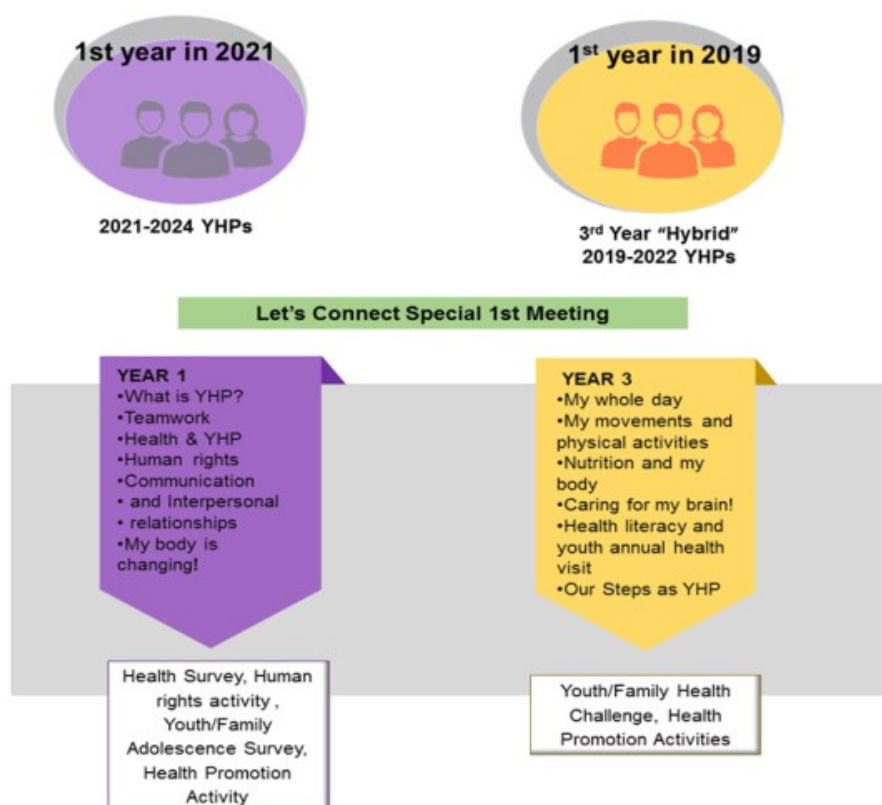 1st year in 2021
2021-2024 YHPs
1st year in 2019
3rd Year “Hybrid”
2019-2022 YHPs
Let’s Connect Special 1st Meeting
YEAR 1
•What is YHP?
•Teamwork
•Health & YHP
•Human rights
•Communication
• and Interpersonal
• relationships
•My body is
changing!
Health Survey, Human
rights activity ,
Youth/Family
Adolescence Survey,
Health Promotion
Activity
YEAR 3
•My whole day
•My movements and
physical activities
•Nutrition and my
body
•Caring for my brain!
•Health literacy and
youth annual health
visit
•Our Steps as YHP
Youth/Family Health
Challenge, Health
Promotion Activities